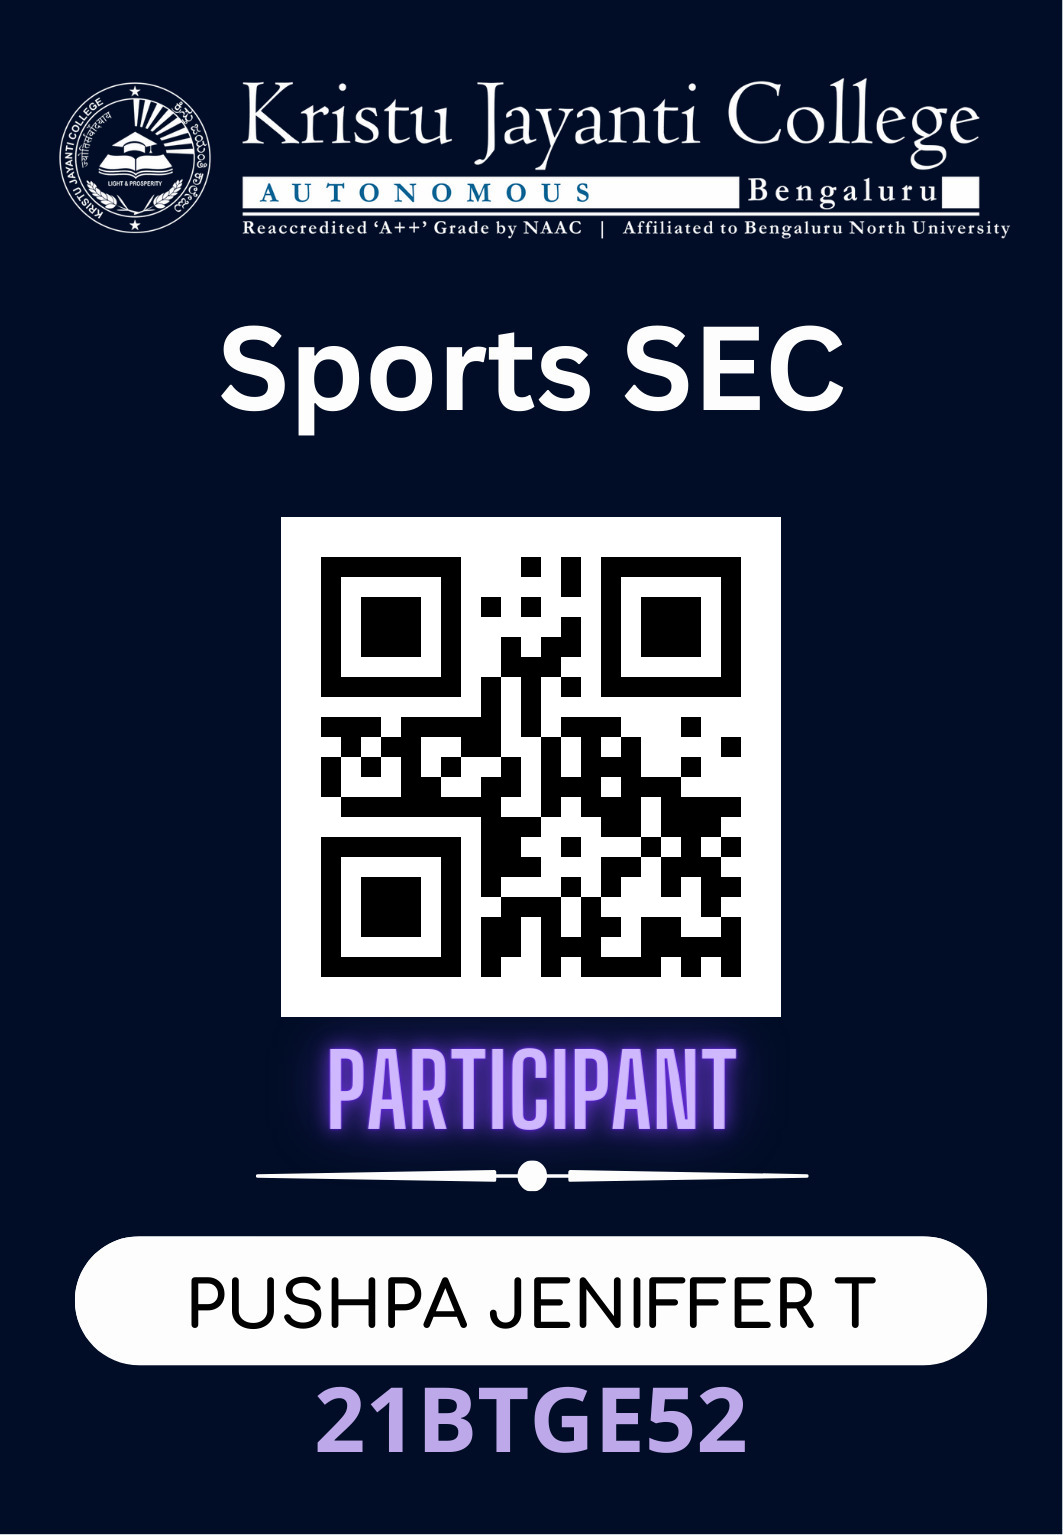 KRISTU JAYANTI COLLEGE
ज्योतिसंवादयाय
LIGHT & PROSPERITY
Kristu Jayanti College
AUTONOMOUS Bengaluru
Reaccredited ‘A++’ Grade by NAAC | Affiliated to Bengaluru North University
Sports SEC
PARTICIPANT
PUSHPA JENIFFER T
21BTGE52